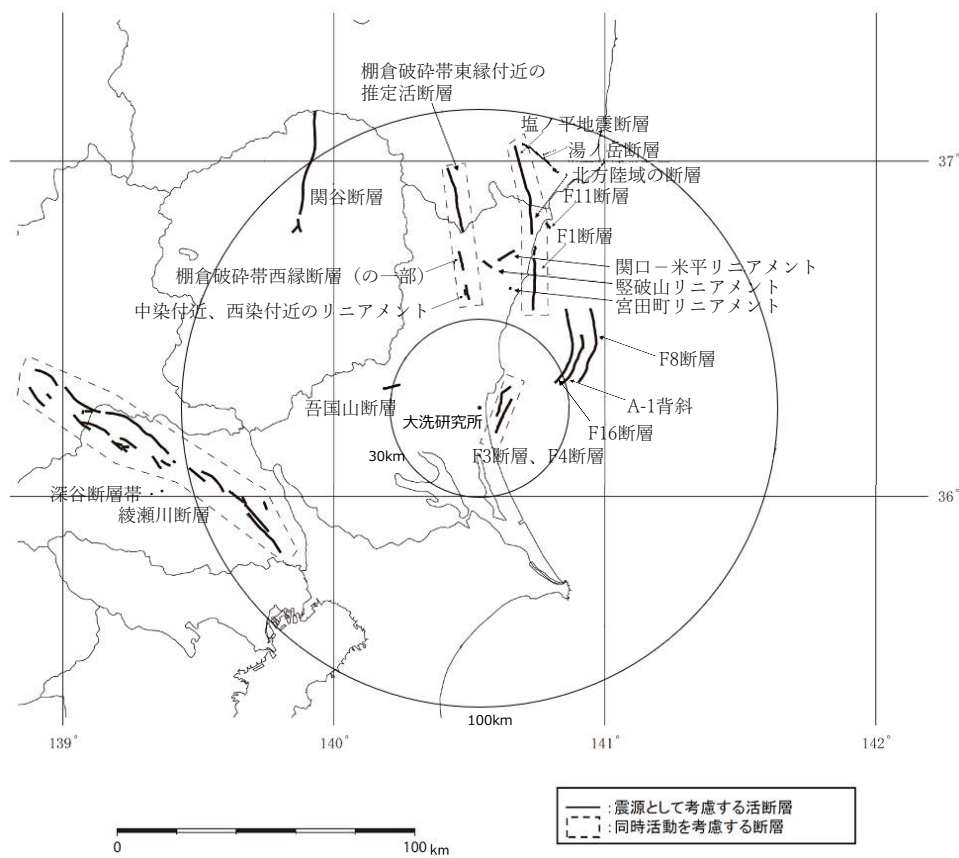 棚倉破砕帯東縁付近の
推定活断層
塩ノ平地震断層
湯ノ岳断層
37°
北方陸域の断層
関谷断層
F11断層
F1断層
棚倉破砕帯西縁断層（の一部）
関口－米平リニアメント
竪破山リニアメント
中染付近、西染付近のリニアメント
宮田町リニアメント
F8断層
吾国山断層
A-1背斜
大洗研究所
F16断層
30km
F3断層、F4断層
深谷断層帯・・
36°
綾瀬川断層
100km
139°
140°
141°
142°
：震源として考慮する活断層
：同時活動を考慮する断層
0
100 km